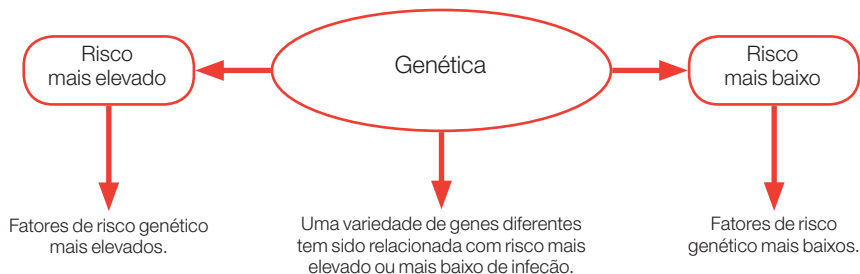 Risco
mais elevado
Genética
Risco
mais baixo
Fatores de risco genético
mais elevados.
Uma variedade de genes diferentes
tem sido relacionada com risco mais
elevado ou mais baixo de infeção.
Fatores de risco
genético mais baixos.